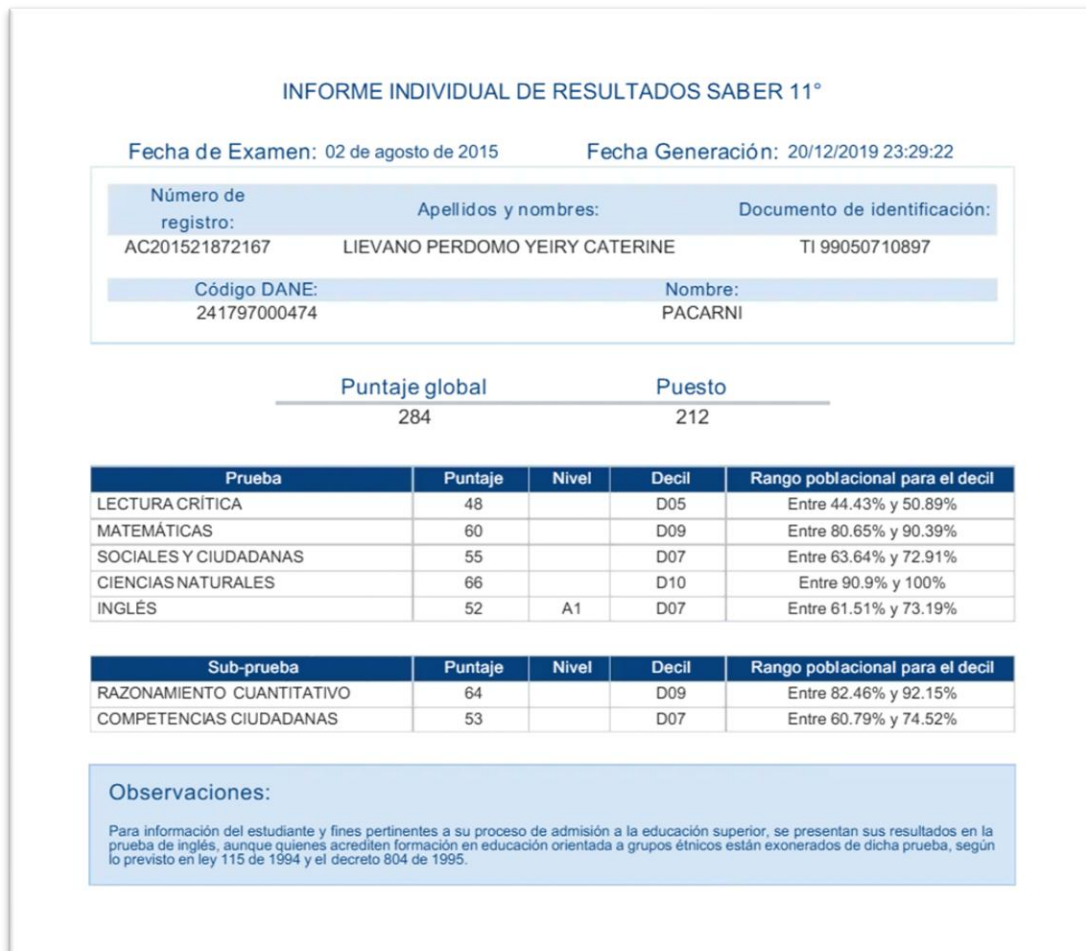 INFORME INDIVIDUAL DE RESULTADOS SABER 11°
Fecha de Examen: 02 de agosto de 2015 Fecha Generación: 20/12/2019 23:29:22
Número de registro: Apellidos y nombres: Documento de identificación:
AC201521872167 LIEVANO PERDOMO YEIRY CATERINE TI 99050710897
Código DANE: Nombre:
241797000474 PACARNI
Puntaje global Puesto
284 212
Prueba Puntaje Nivel Decil Rango poblacional para el decil
LECTURA CRÍTICA 48 D05 Entre 44.43% y 50.89%
MATEMÁTICAS 60 D09 Entre 80.65% y 90.39%
SOCIALES Y CIUDADANAS 55 D07 Entre 63.64% y 72.91%
CIENCIAS NATURALES 66 D10 Entre 90.9% y 100%
INGLÉS 52 A1 D07 Entre 61.51% y 73.19%
Sub-prueba Puntaje Nivel Decil Rango poblacional para el decil
RAZONAMIENTO CUANTITATIVO 64 D09 Entre 82.46% y 92.15%
COMPETENCIAS CIUDADANAS 53 D07 Entre 60.79% y 74.52%
Observaciones:
Para información del estudiante y fines pertinentes a su proceso de admisión a la educación superior, se presentan sus resultados en la
prueba de inglés, aunque quienes acrediten formación en educación orientada a grupos étnicos están exonerados de dicha prueba, según
lo previsto en ley 115 de 1994 y el decreto 804 de 1995.